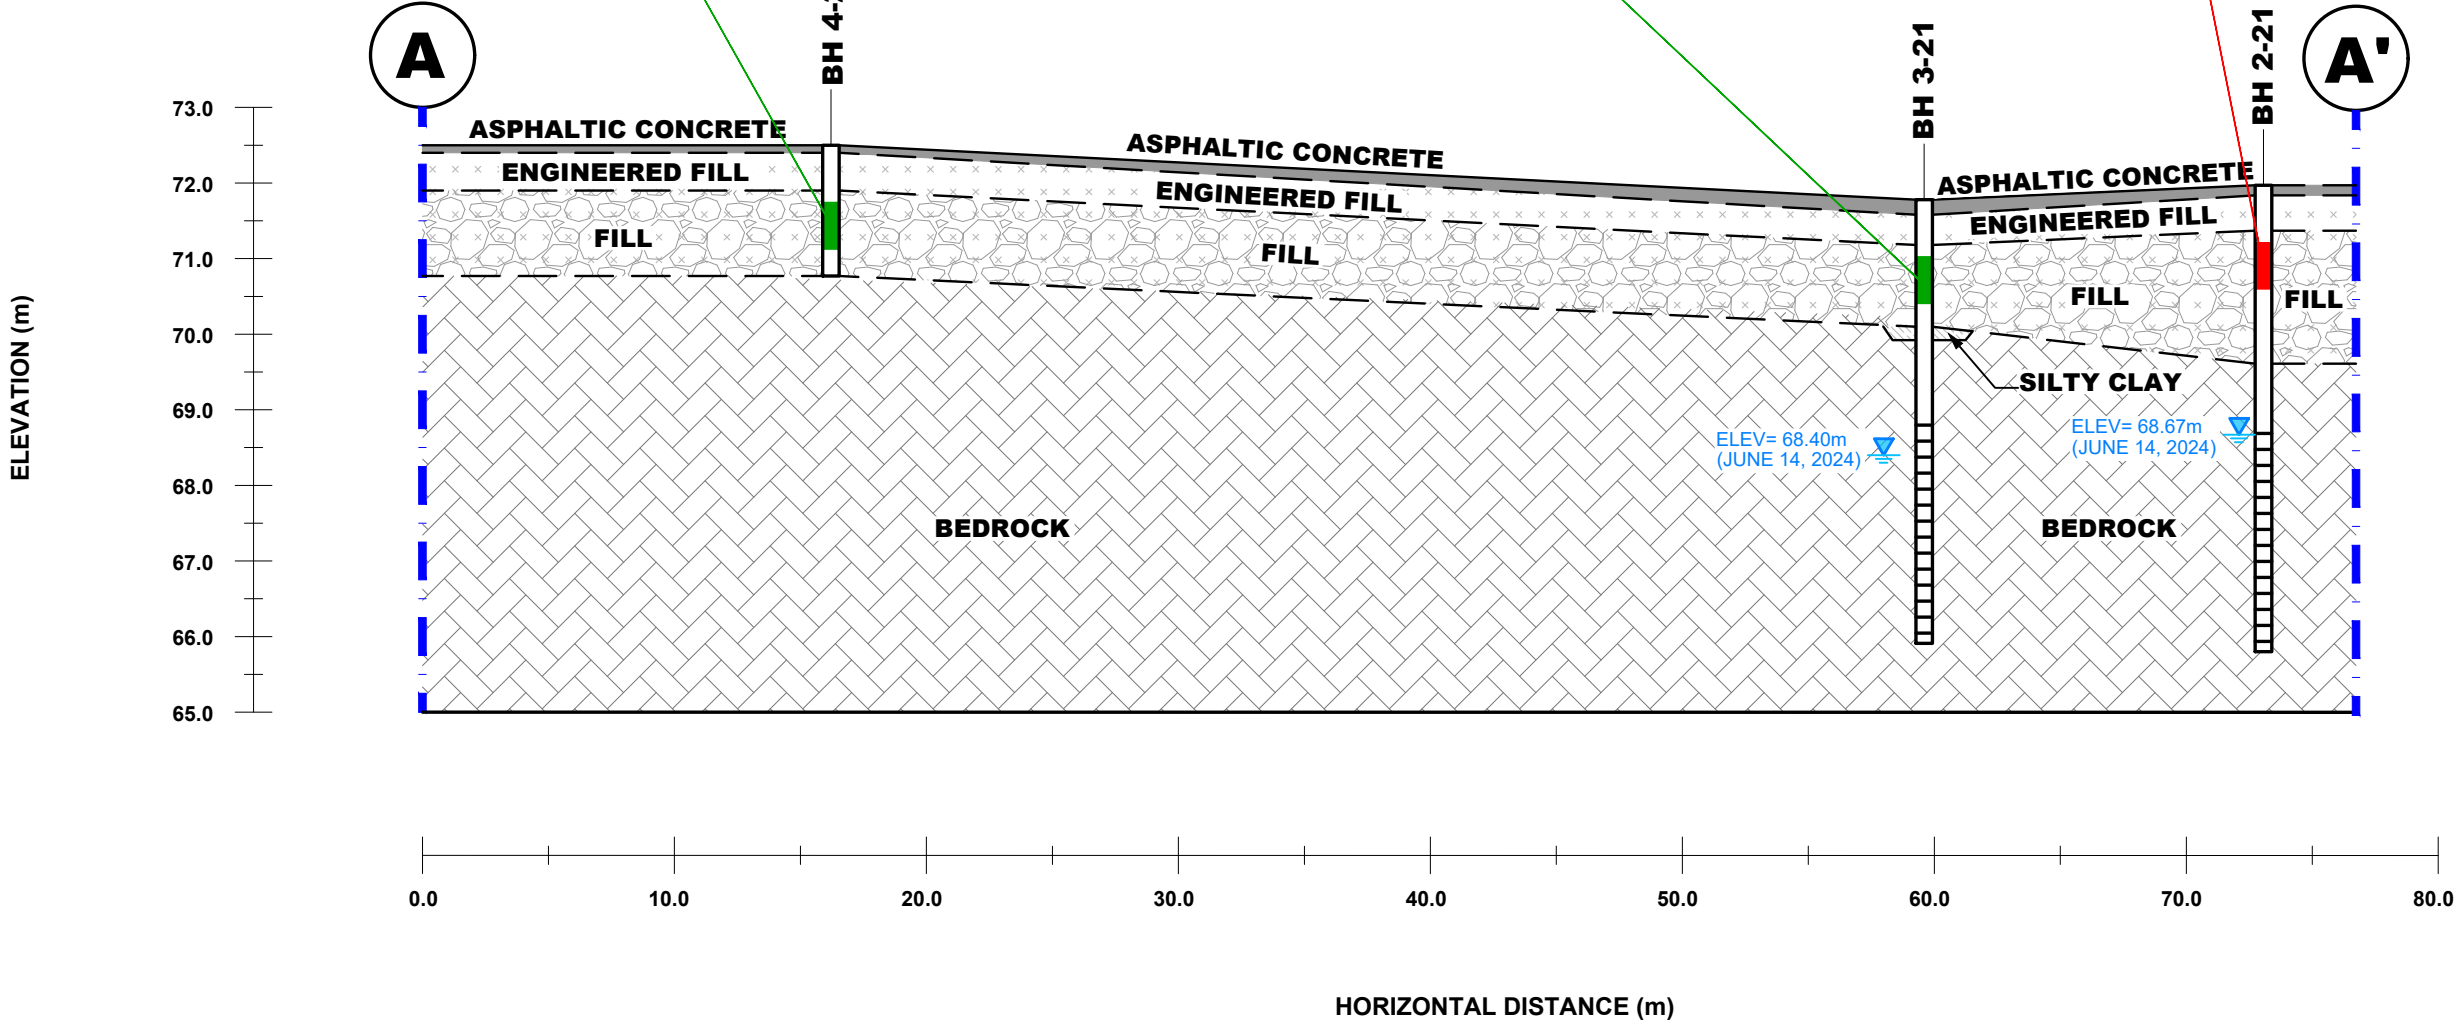 A
BH 4-
BH 3-21
BH 2-21
A'
73.0
72.0
71.0
70.0
69.0
68.0
67.0
66.0
65.0
ELEVATION (m)
ASPHALTIC CONCRETE
ENGINEERED FILL
FILL
ASPHALTIC CONCRETE
ENGINEERED FILL
FILL
ASPHALTIC CONCRETE
ENGINEERED FILL
FILL
FILL
SILTY CLAY
ELEV= 68.40m
(JUNE 14, 2024)
ELEV= 68.67m
(JUNE 14, 2024)
BEDROCK
BEDROCK
0.0
10.0
20.0
30.0
40.0
50.0
60.0
70.0
80.0
HORIZONTAL DISTANCE (m)